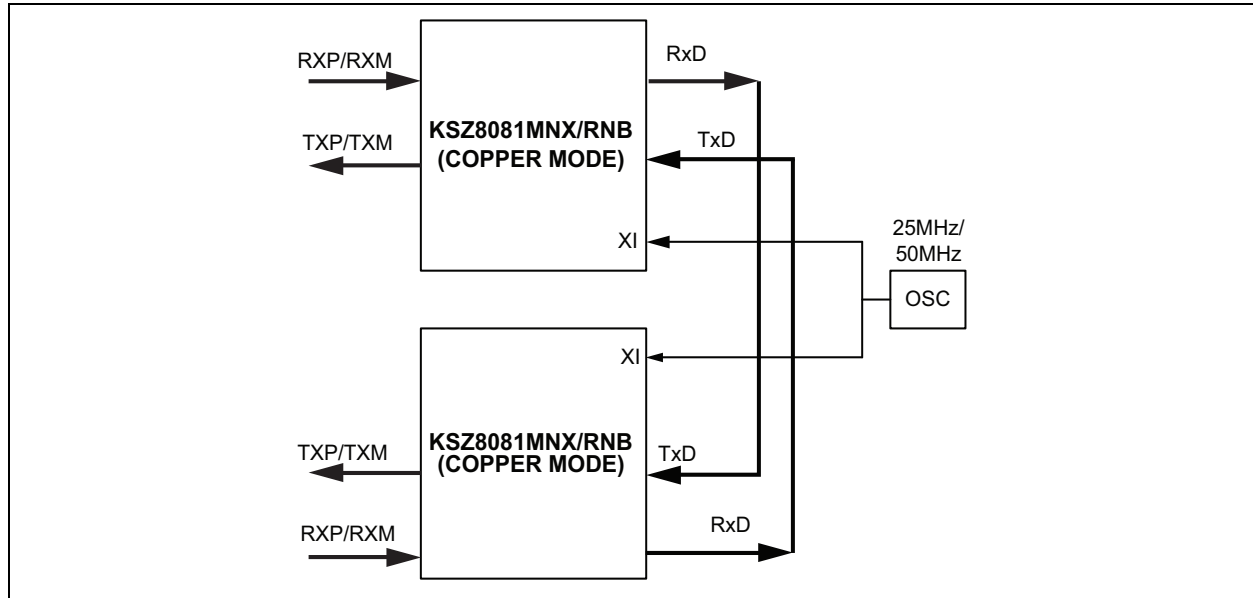 RXP/RXM
RxD
KSZ8081MNX/RNB
(COPPER MODE)
TXP/TXM
TxD
XI
25MHz/
50MHz
OSC
XI
KSZ8081MNX/RNB
(COPPER MODE)
TXP/TXM
TxD
RXP/RXM
RxD